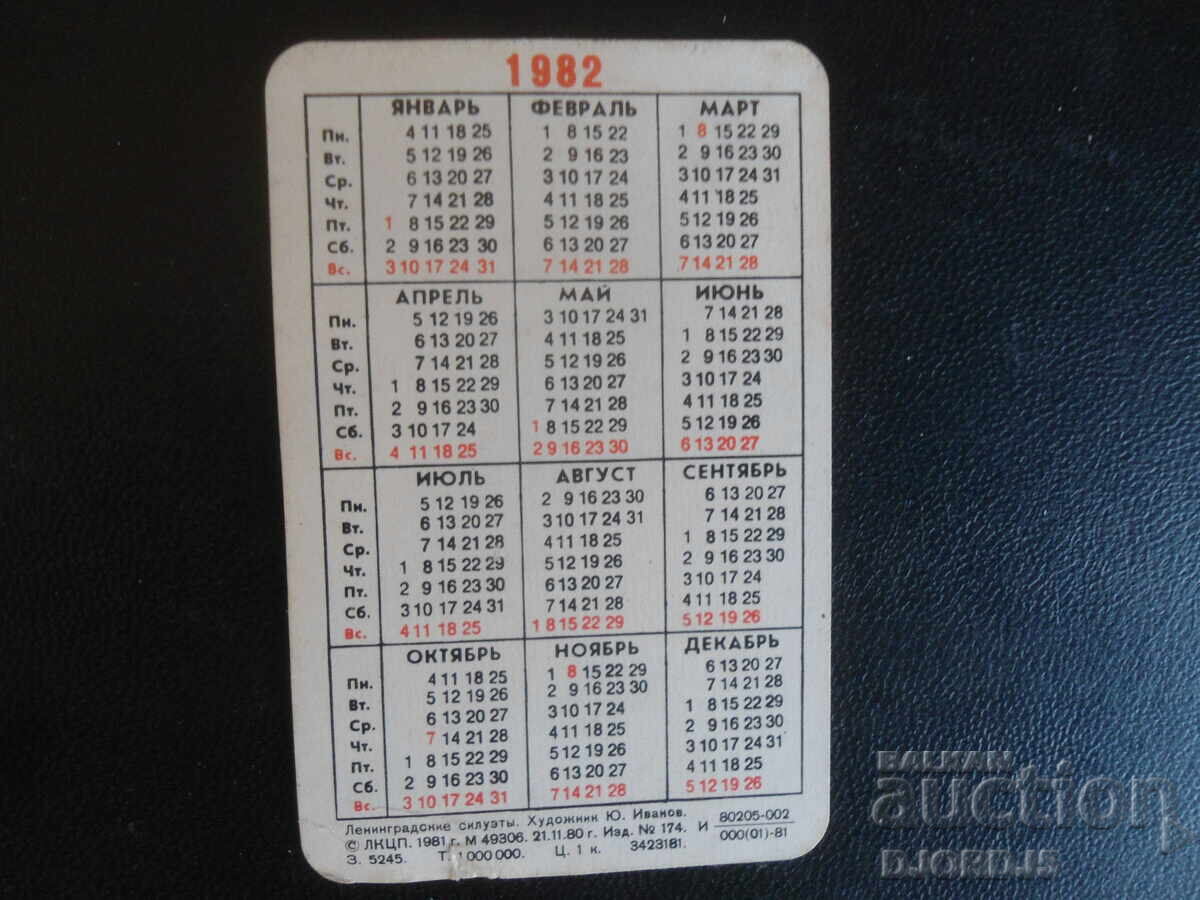 1982
ЯНВАРЬ ФЕВРАЛЬ МАРТ
Пн. 4 11 18 25 1 8 15 22 1 8 15 22 29
Вт. 5 12 19 26 2 9 16 23 2 9 16 23 30
Ср. 6 13 20 27 3 10 17 24 3 10 17 24 31
Чт. 7 14 21 28 4 11 18 25 4 11 18 25
Пт. 1 8 15 22 29 5 12 19 26 5 12 19 26
Сб. 2 9 16 23 30 6 13 20 27 6 13 20 27
Вс. 3 10 17 24 31 7 14 21 28 7 14 21 28
АПРЕЛЬ МАЙ ИЮНЬ
Пн. 5 12 19 26 3 10 17 24 31 7 14 21 28
Вт. 6 13 20 27 4 11 18 25 1 8 15 22 29
Ср. 7 14 21 28 5 12 19 26 2 9 16 23 30
Чт. 1 8 15 22 29 6 13 20 27 3 10 17 24
Пт. 2 9 16 23 30 7 14 21 28 4 11 18 25
Сб. 3 10 17 24 1 8 15 22 29 5 12 19 26
Вс. 4 11 18 25 2 9 16 23 30 6 13 20 27
ИЮЛЬ АВГУСТ СЕНТЯБРЬ
Пн. 5 12 19 26 2 9 16 23 30 6 13 20 27
Вт. 6 13 20 27 3 10 17 24 31 7 14 21 28
Ср. 7 14 21 28 4 11 18 25 1 8 15 22 29
Чт. 1 8 15 22 29 5 12 19 26 2 9 16 23 30
Пт. 2 9 16 23 30 6 13 20 27 3 10 17 24
Сб. 3 10 17 24 31 7 14 21 28 4 11 18 25
Вс. 4 11 18 25 1 8 15 22 29 5 12 19 26
ОКТЯБРЬ НОЯБРЬ ДЕКАБРЬ
Пн. 4 11 18 25 1 8 15 22 29 6 13 20 27
Вт. 5 12 19 26 2 9 16 23 30 7 14 21 28
Ср. 6 13 20 27 3 10 17 24 1 8 15 22 29
Чт. 7 14 21 28 4 11 18 25 2 9 16 23 30
Пт. 1 8 15 22 29 5 12 19 26 3 10 17 24 31
Сб. 2 9 16 23 30 6 13 20 27 4 11 18 25
Вс. 3 10 17 24 31 7 14 21 28 5 12 19 26
Ленинградские силуэты. Художник Ю. Иванов.
© ЛКЦП. 1981 г. М 49306. 21.11.80 г. Изд. № 174. И 80205-002
000(01)-81
З. 5245. Т. 1 000 000. Ц. 1 к. 3423181.
BALKAN
auction
DJORDJ5